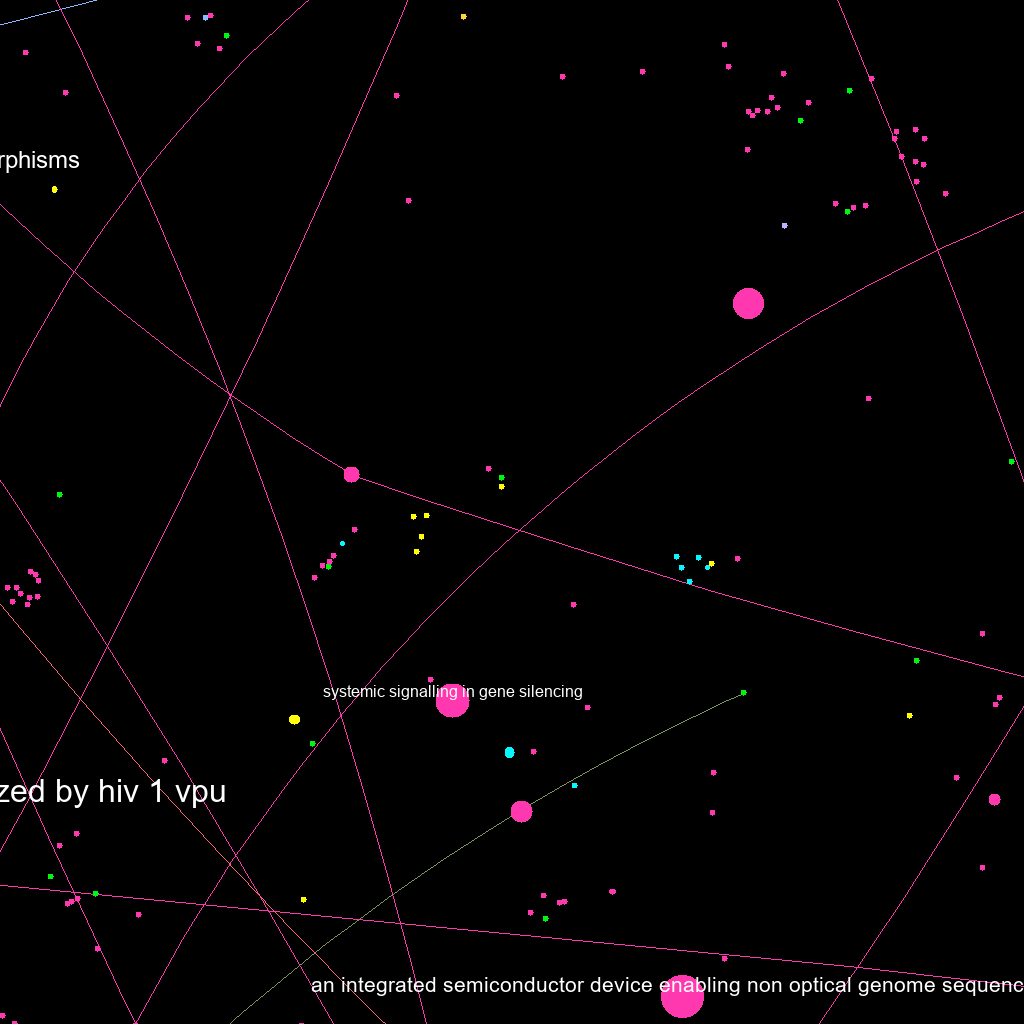 rphisms
systemic signalling in gene silencing
zed by hiv 1 vpu
an integrated semiconductor device enabling non optical genome sequenc